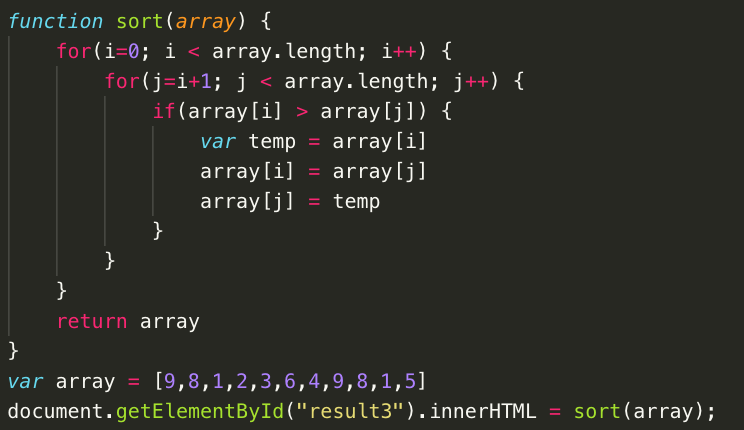 function sort(array) {
    for(i=0; i < array.length; i++) {
        for(j=i+1; j < array.length; j++) {
            if(array[i] > array[j]) {
                var temp = array[i]
                array[i] = array[j]
                array[j] = temp
            }
        }
    }
    return array
}
var array = [9,8,1,2,3,6,4,9,8,1,5]
document.getElementById("result3").innerHTML = sort(array);